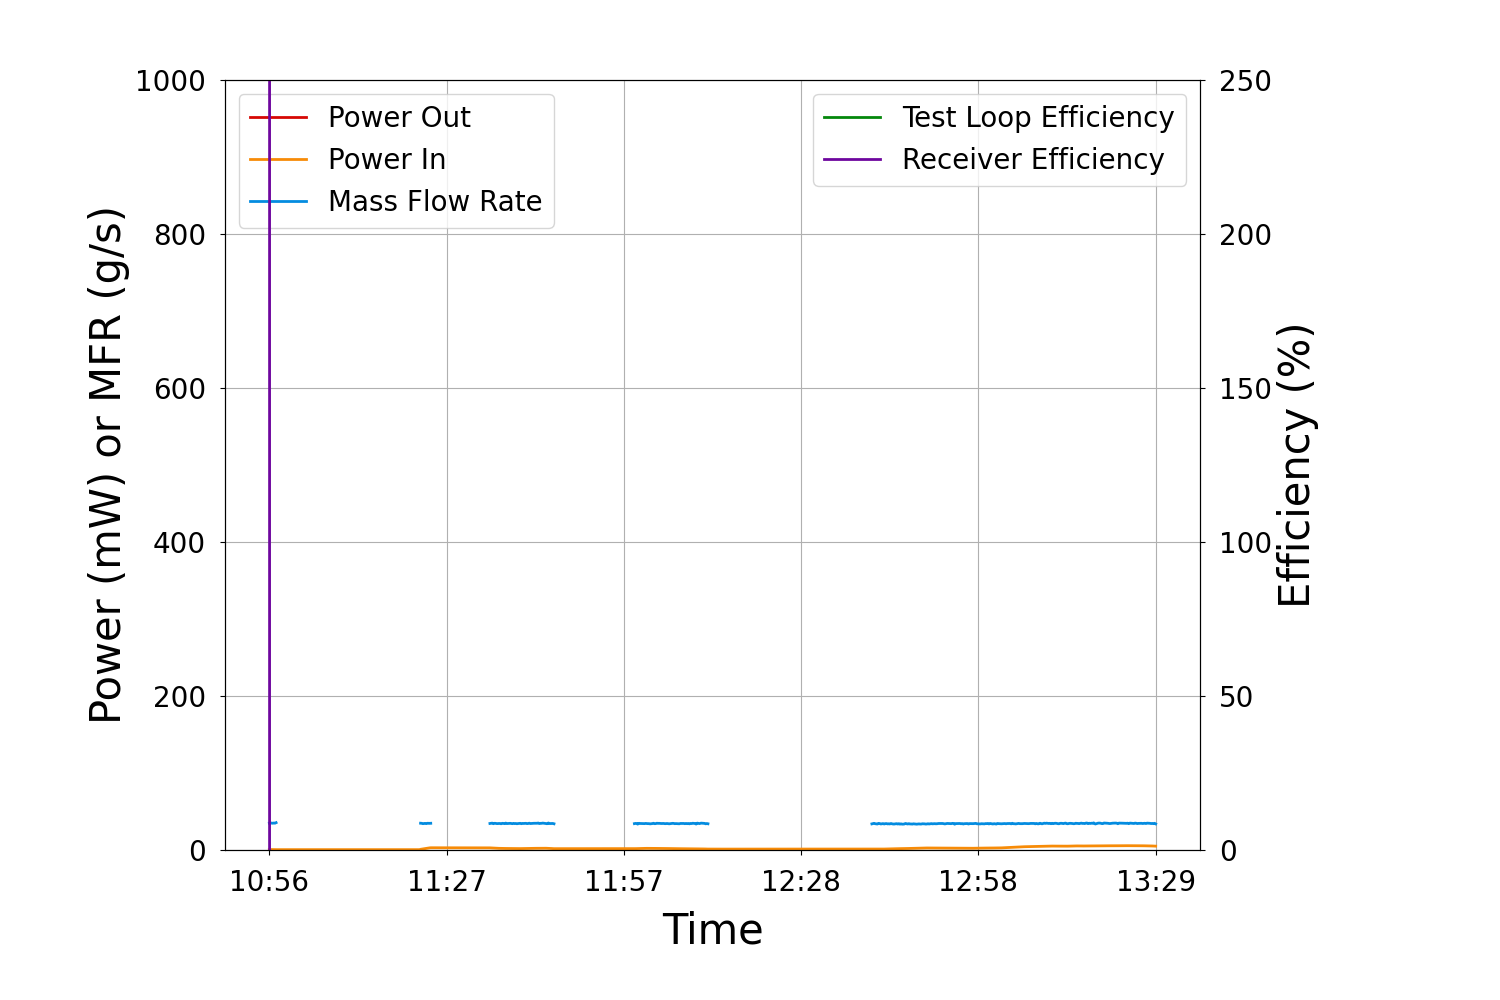 1000
800
600
400
200
0
Power (mW) or MFR (g/s)
Power Out
Power In
Mass Flow Rate
Test Loop Efficiency
Receiver Efficiency
250
200
150
100
50
0
Efficiency (%)
10:56 11:27 11:57 12:28 12:58 13:29
Time